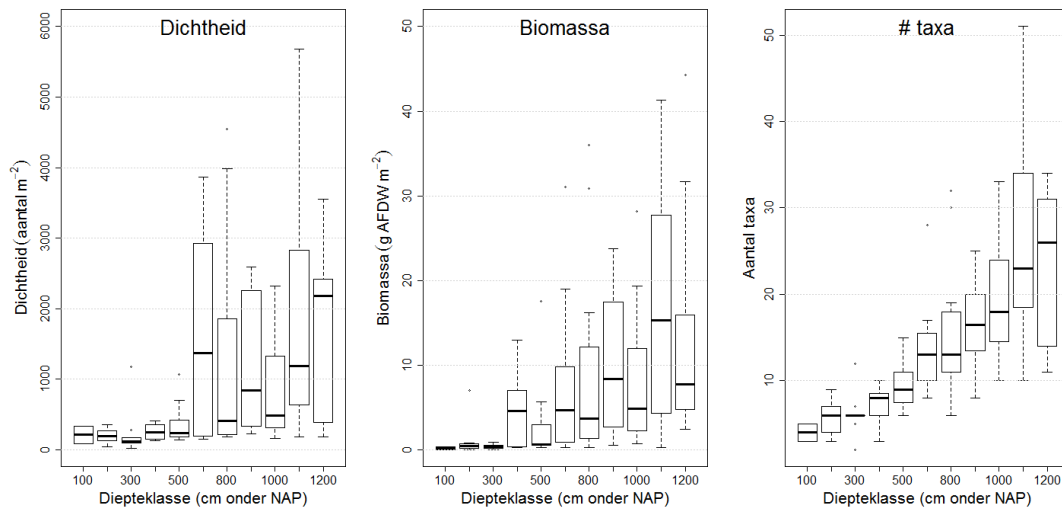 Dichtheid
Dichtheid (aantal m⁻²)
6000
5000
4000
3000
2000
1000
0
100 300 500 800 1000 1200
Diepteklasse (cm onder NAP)
Biomassa
Biomassa (g AFDW m⁻²)
50
40
30
20
10
0
100 300 500 800 1000 1200
Diepteklasse (cm onder NAP)
# taxa
Aantal taxa
50
40
30
20
10
100 300 500 800 1000 1200
Diepteklasse (cm onder NAP)